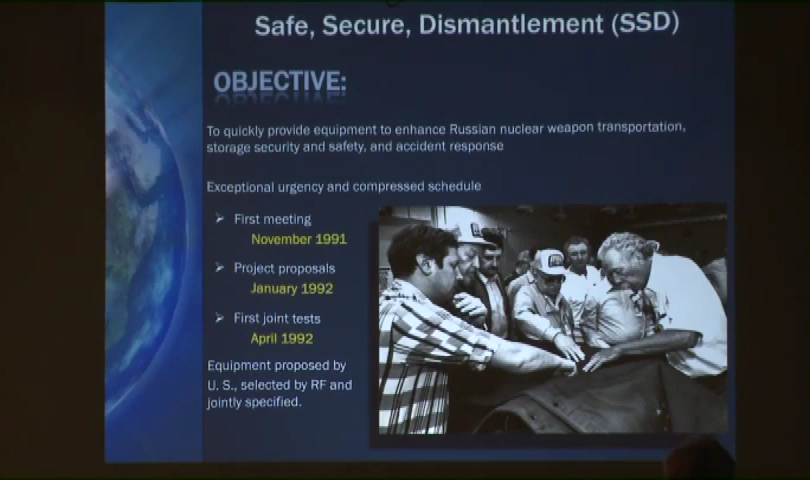 Safe, Secure, Dismantlement (SSD)
OBJECTIVE:
To quickly provide equipment to enhance Russian nuclear weapon transportation,
storage security and safety, and accident response
Exceptional urgency and compressed schedule
First meeting
November 1991
Project proposals
January 1992
First joint tests
April 1992
Equipment proposed by
U. S., selected by RF and
jointly specified.